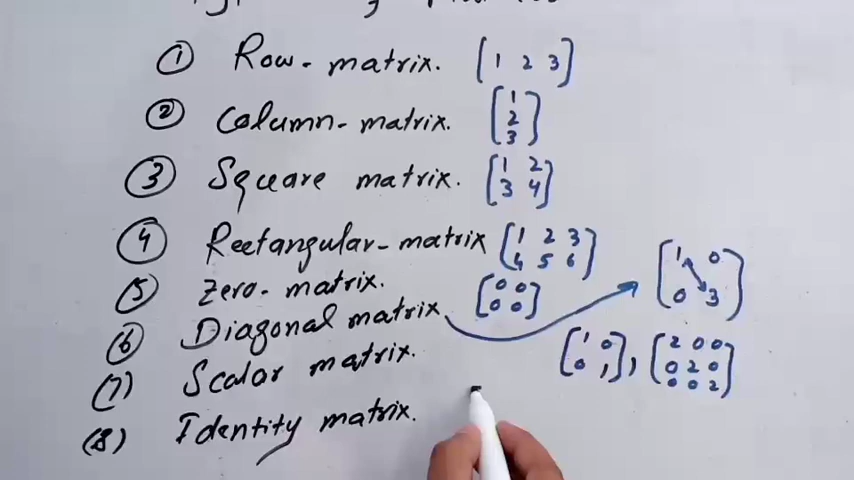 ① Row-matrix. [1 2 3]
② Column-matrix. [1
2
3]
③ Square matrix. [1 2
3 4]
④ Rectangular-matrix [1 2 3
4 5 6]
⑤ Zero-matrix. [0 0
0 0]
⑥ Diagonal matrix [1 0
0 3]
(7) Scalar matrix. [1 0
0 1], [2 0 0
0 2 0
0 0 2]
(8) Identity matrix.